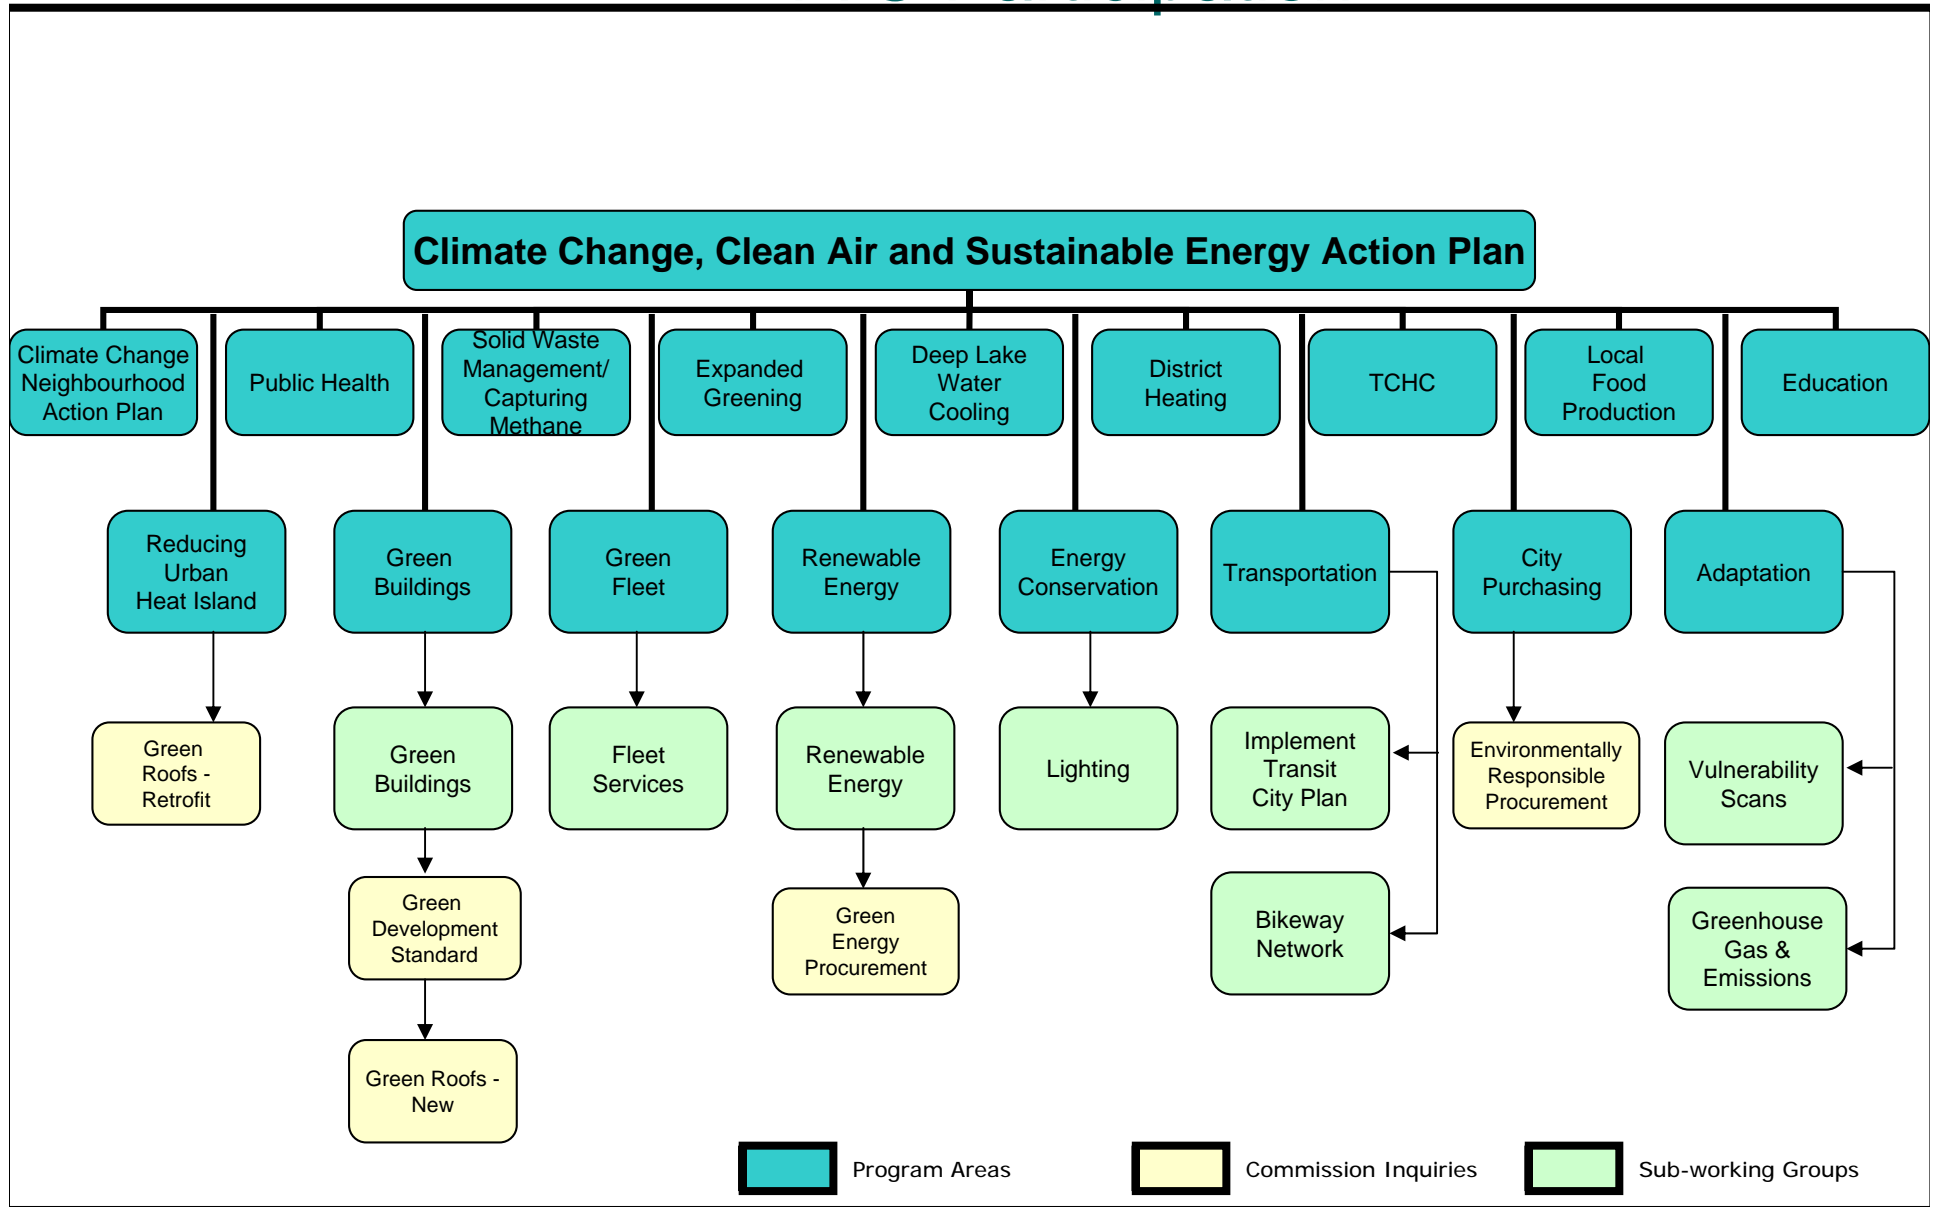 Climate Change, Clean Air and Sustainable Energy Action Plan
Climate Change
Neighbourhood
Action Plan
Public Health
Solid Waste
Management/
Capturing
Methane
Expanded
Greening
Deep Lake
Water
Cooling
District
Heating
TCHC
Local
Food
Production
Education
Reducing
Urban
Heat Island
Green
Buildings
Green
Fleet
Renewable
Energy
Energy
Conservation
Transportation
City
Purchasing
Adaptation
Green
Roofs -
Retrofit
Green
Buildings
Fleet
Services
Renewable
Energy
Lighting
Implement
Transit
City Plan
Environmentally
Responsible
Procurement
Vulnerability
Scans
Green
Development
Standard
Green
Energy
Procurement
Bikeway
Network
Greenhouse
Gas &
Emissions
Green Roofs -
New
Program Areas
Commission Inquiries
Sub-working Groups